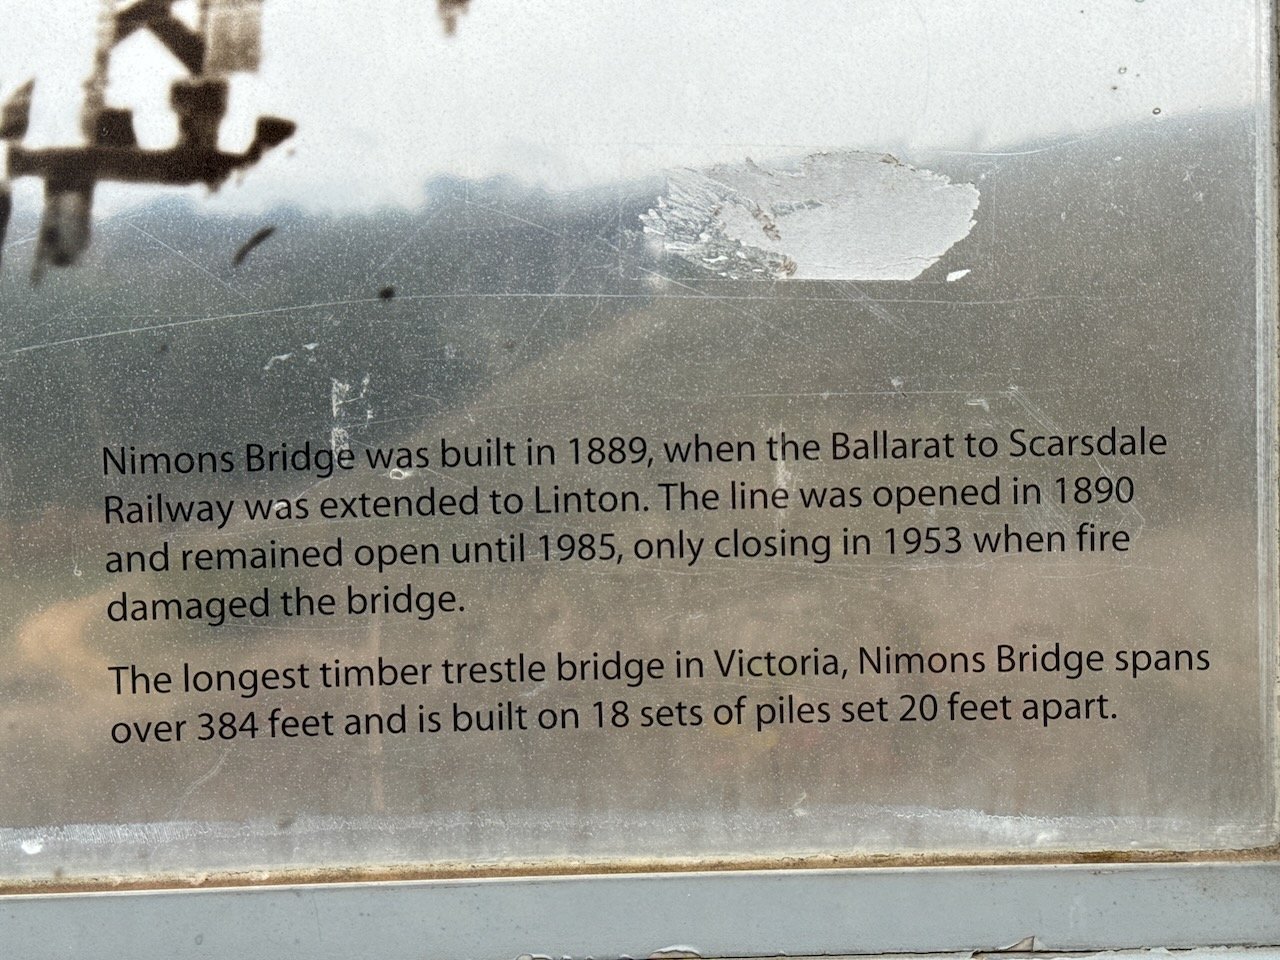 Nimons Bridge was built in 1889, when the Ballarat to Scarsdale
Railway was extended to Linton. The line was opened in 1890
and remained open until 1985, only closing in 1953 when fire
damaged the bridge.
The longest timber trestle bridge in Victoria, Nimons Bridge spans
over 384 feet and is built on 18 sets of piles set 20 feet apart.